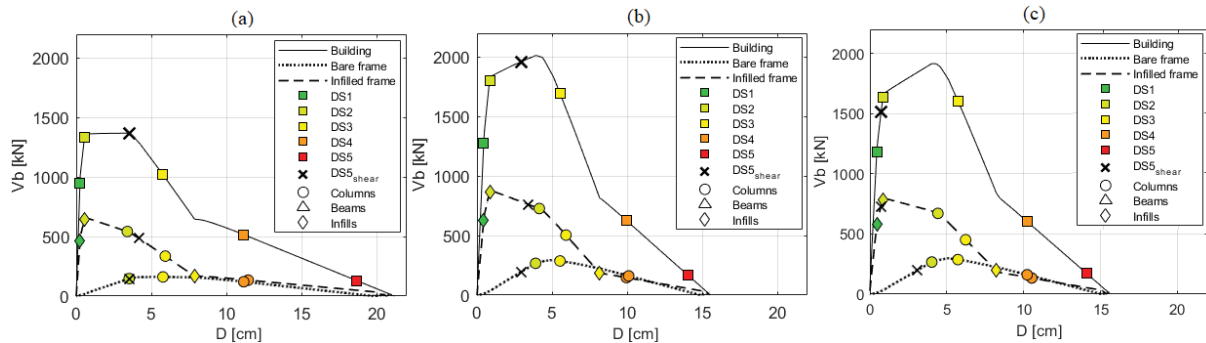 (a)
Vb [kN]
2000
1500
1000
500
0
Building
Bare frame
Infilled frame
DS1
DS2
DS3
DS4
DS5
DS5shear
Columns
Beams
Infills
0 5 10 15 20
D [cm]
(b)
Vb [kN]
2000
1500
1000
500
0
Building
Bare frame
Infilled frame
DS1
DS2
DS3
DS4
DS5
DS5shear
Columns
Beams
Infills
0 5 10 15 20
D [cm]
(c)
Vb [kN]
2000
1500
1000
500
0
Building
Bare frame
Infilled frame
DS1
DS2
DS3
DS4
DS5
DS5shear
Columns
Beams
Infills
0 5 10 15 20
D [cm]